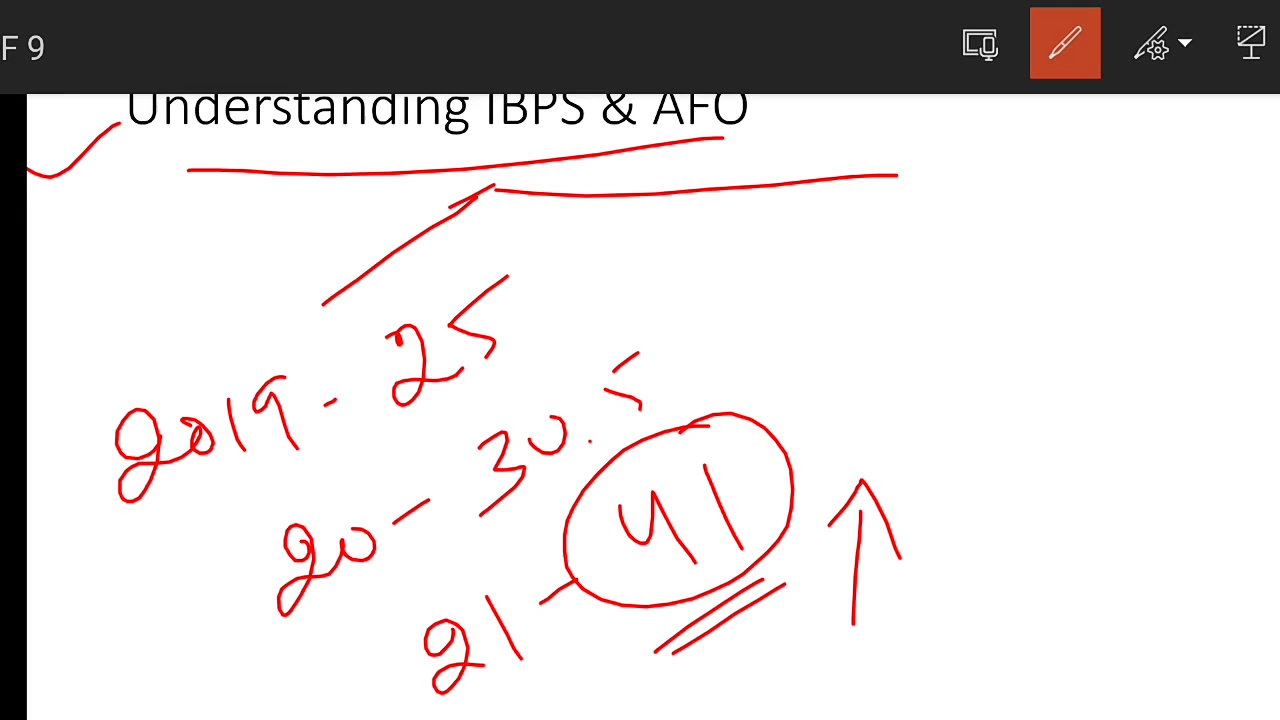 F 9
Understanding IBPS & AFO
2019 - 25
20 - 30.5
21 - 41